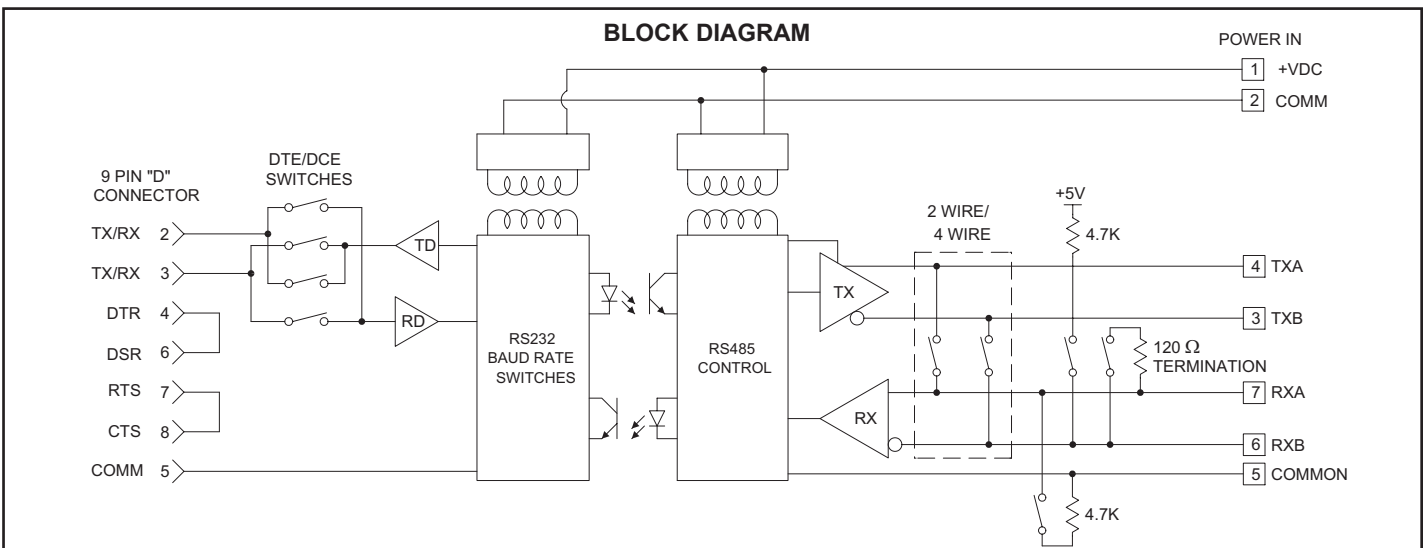 BLOCK DIAGRAM
POWER IN
1 +VDC
2 COMM
9 PIN "D"
CONNECTOR
DTE/DCE
SWITCHES
TX/RX 2
TX/RX 3
DTR 4
DSR 6
RTS 7
CTS 8
COMM 5
TD
RD
RS232
BAUD RATE
SWITCHES
RS485
CONTROL
TX
RX
2 WIRE/
4 WIRE
+5V
4.7K
120 Ω
TERMINATION
4.7K
4 TXA
3 TXB
7 RXA
6 RXB
5 COMMON